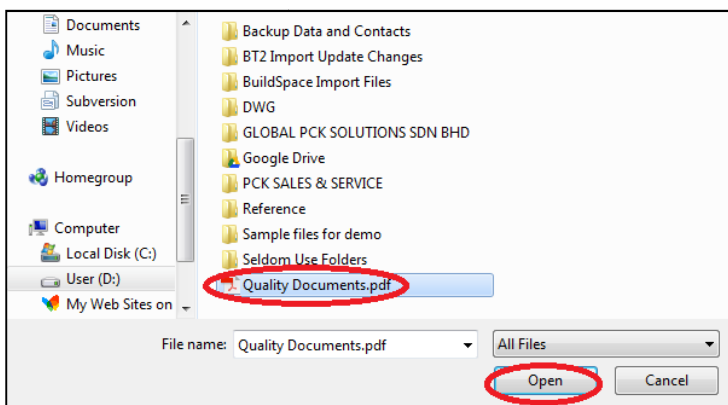 Documents
Music
Pictures
Subversion
Videos
Homegroup
Computer
Local Disk (C:)
User (D:)
My Web Sites on
Backup Data and Contacts
BT2 Import Update Changes
BuildSpace Import Files
DWG
GLOBAL PCK SOLUTIONS SDN BHD
Google Drive
PCK SALES & SERVICE
Reference
Sample files for demo
Seldom Use Folders
Quality Documents.pdf
File name: Quality Documents.pdf All Files
Open Cancel